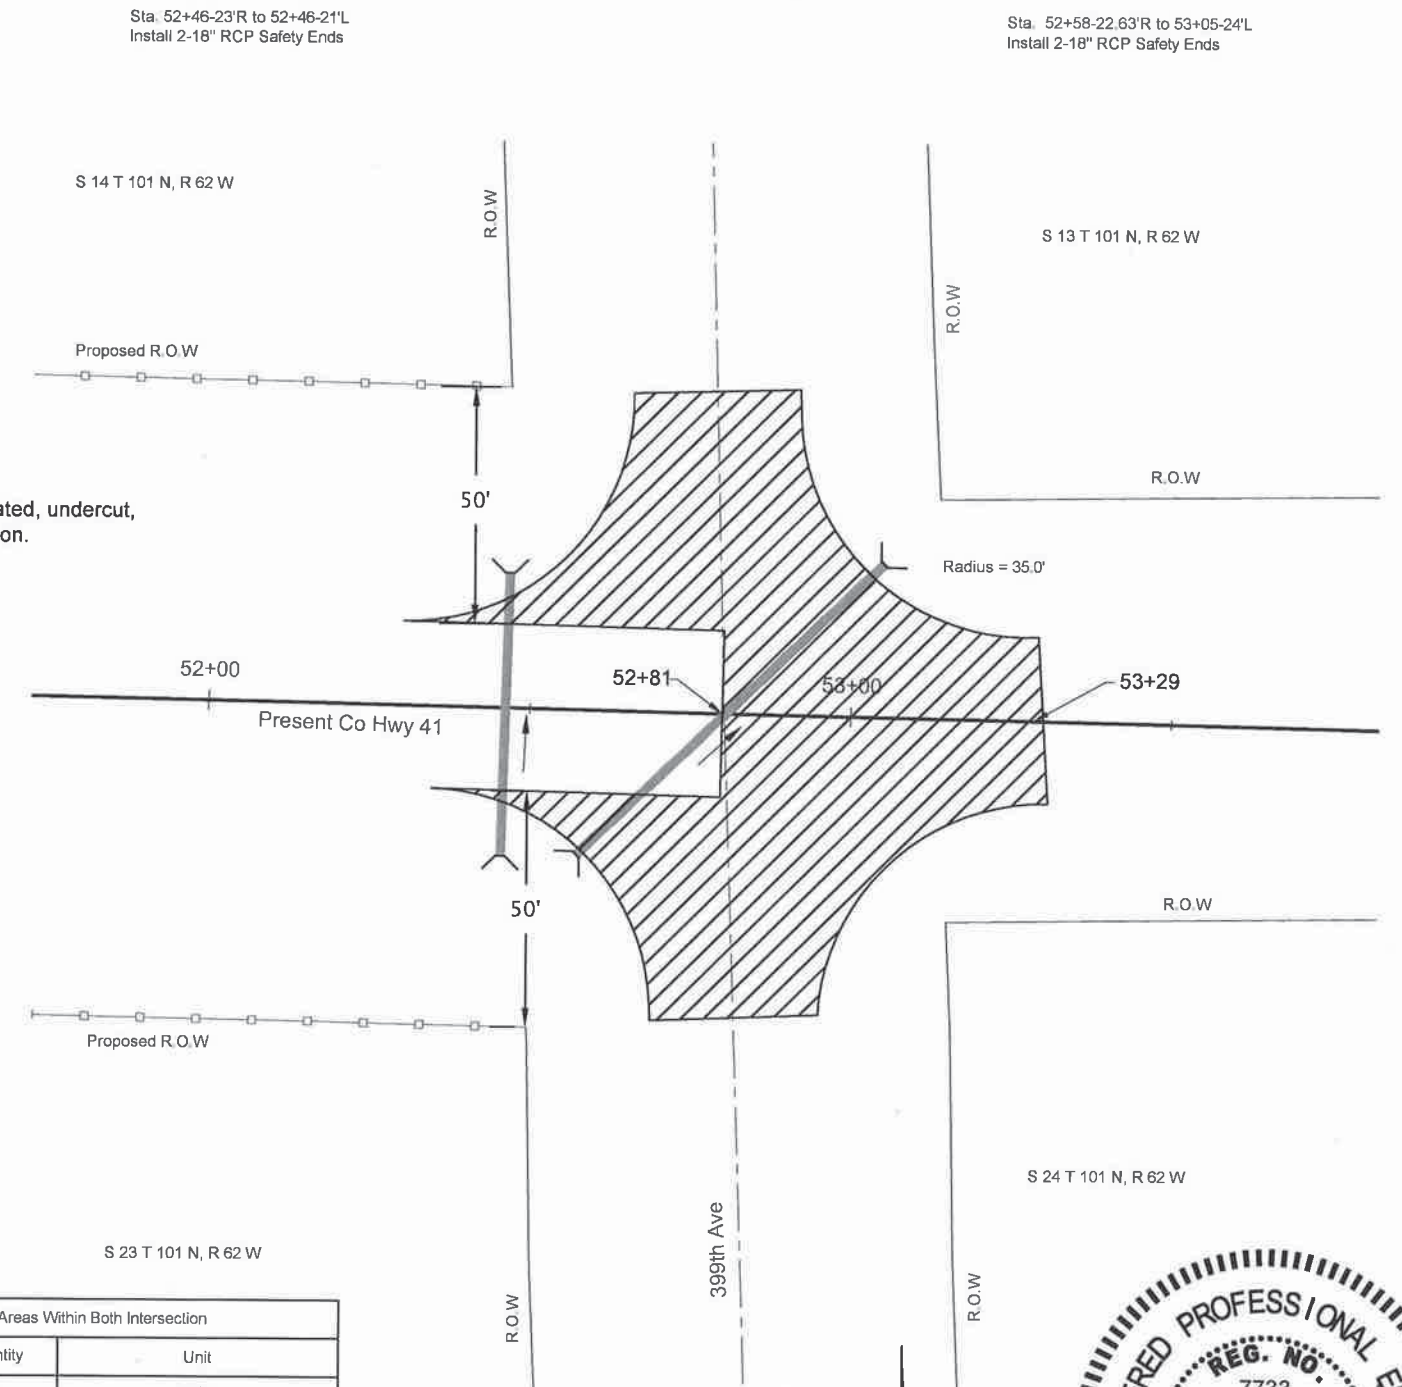 Sta. 52+46-23'R to 52+46-21'L
Install 2-18" RCP Safety Ends
Sta. 52+58-22.63'R to 53+05-24'L
Install 2-18" RCP Safety Ends
S 14 T 101 N, R 62 W
R.O.W
S 13 T 101 N, R 62 W
R.O.W
Proposed R.O.W
R.O.W
50'
undercut,
on.
Radius = 35.0'
52+00
52+81
53+00
53+29
Present Co Hwy 41
50'
R.O.W
Proposed R.O.W
S 24 T 101 N, R 62 W
399th Ave
S 23 T 101 N, R 62 W
R.O.W
R.O.W
Areas Within Both Intersection
Unit
PROFESSIONAL
REG. NO.